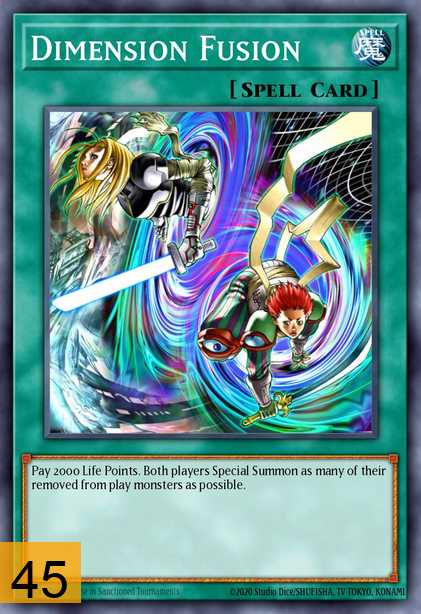 Dimension Fusion
SPELL
魔
[ Spell Card ]
Pay 2000 Life Points. Both players Special Summon as many of their
removed from play monsters as possible.
45
se in Sanctioned Tournaments
©2020 Studio Dice/SHUEISHA, TV TOKYO, KONAMI